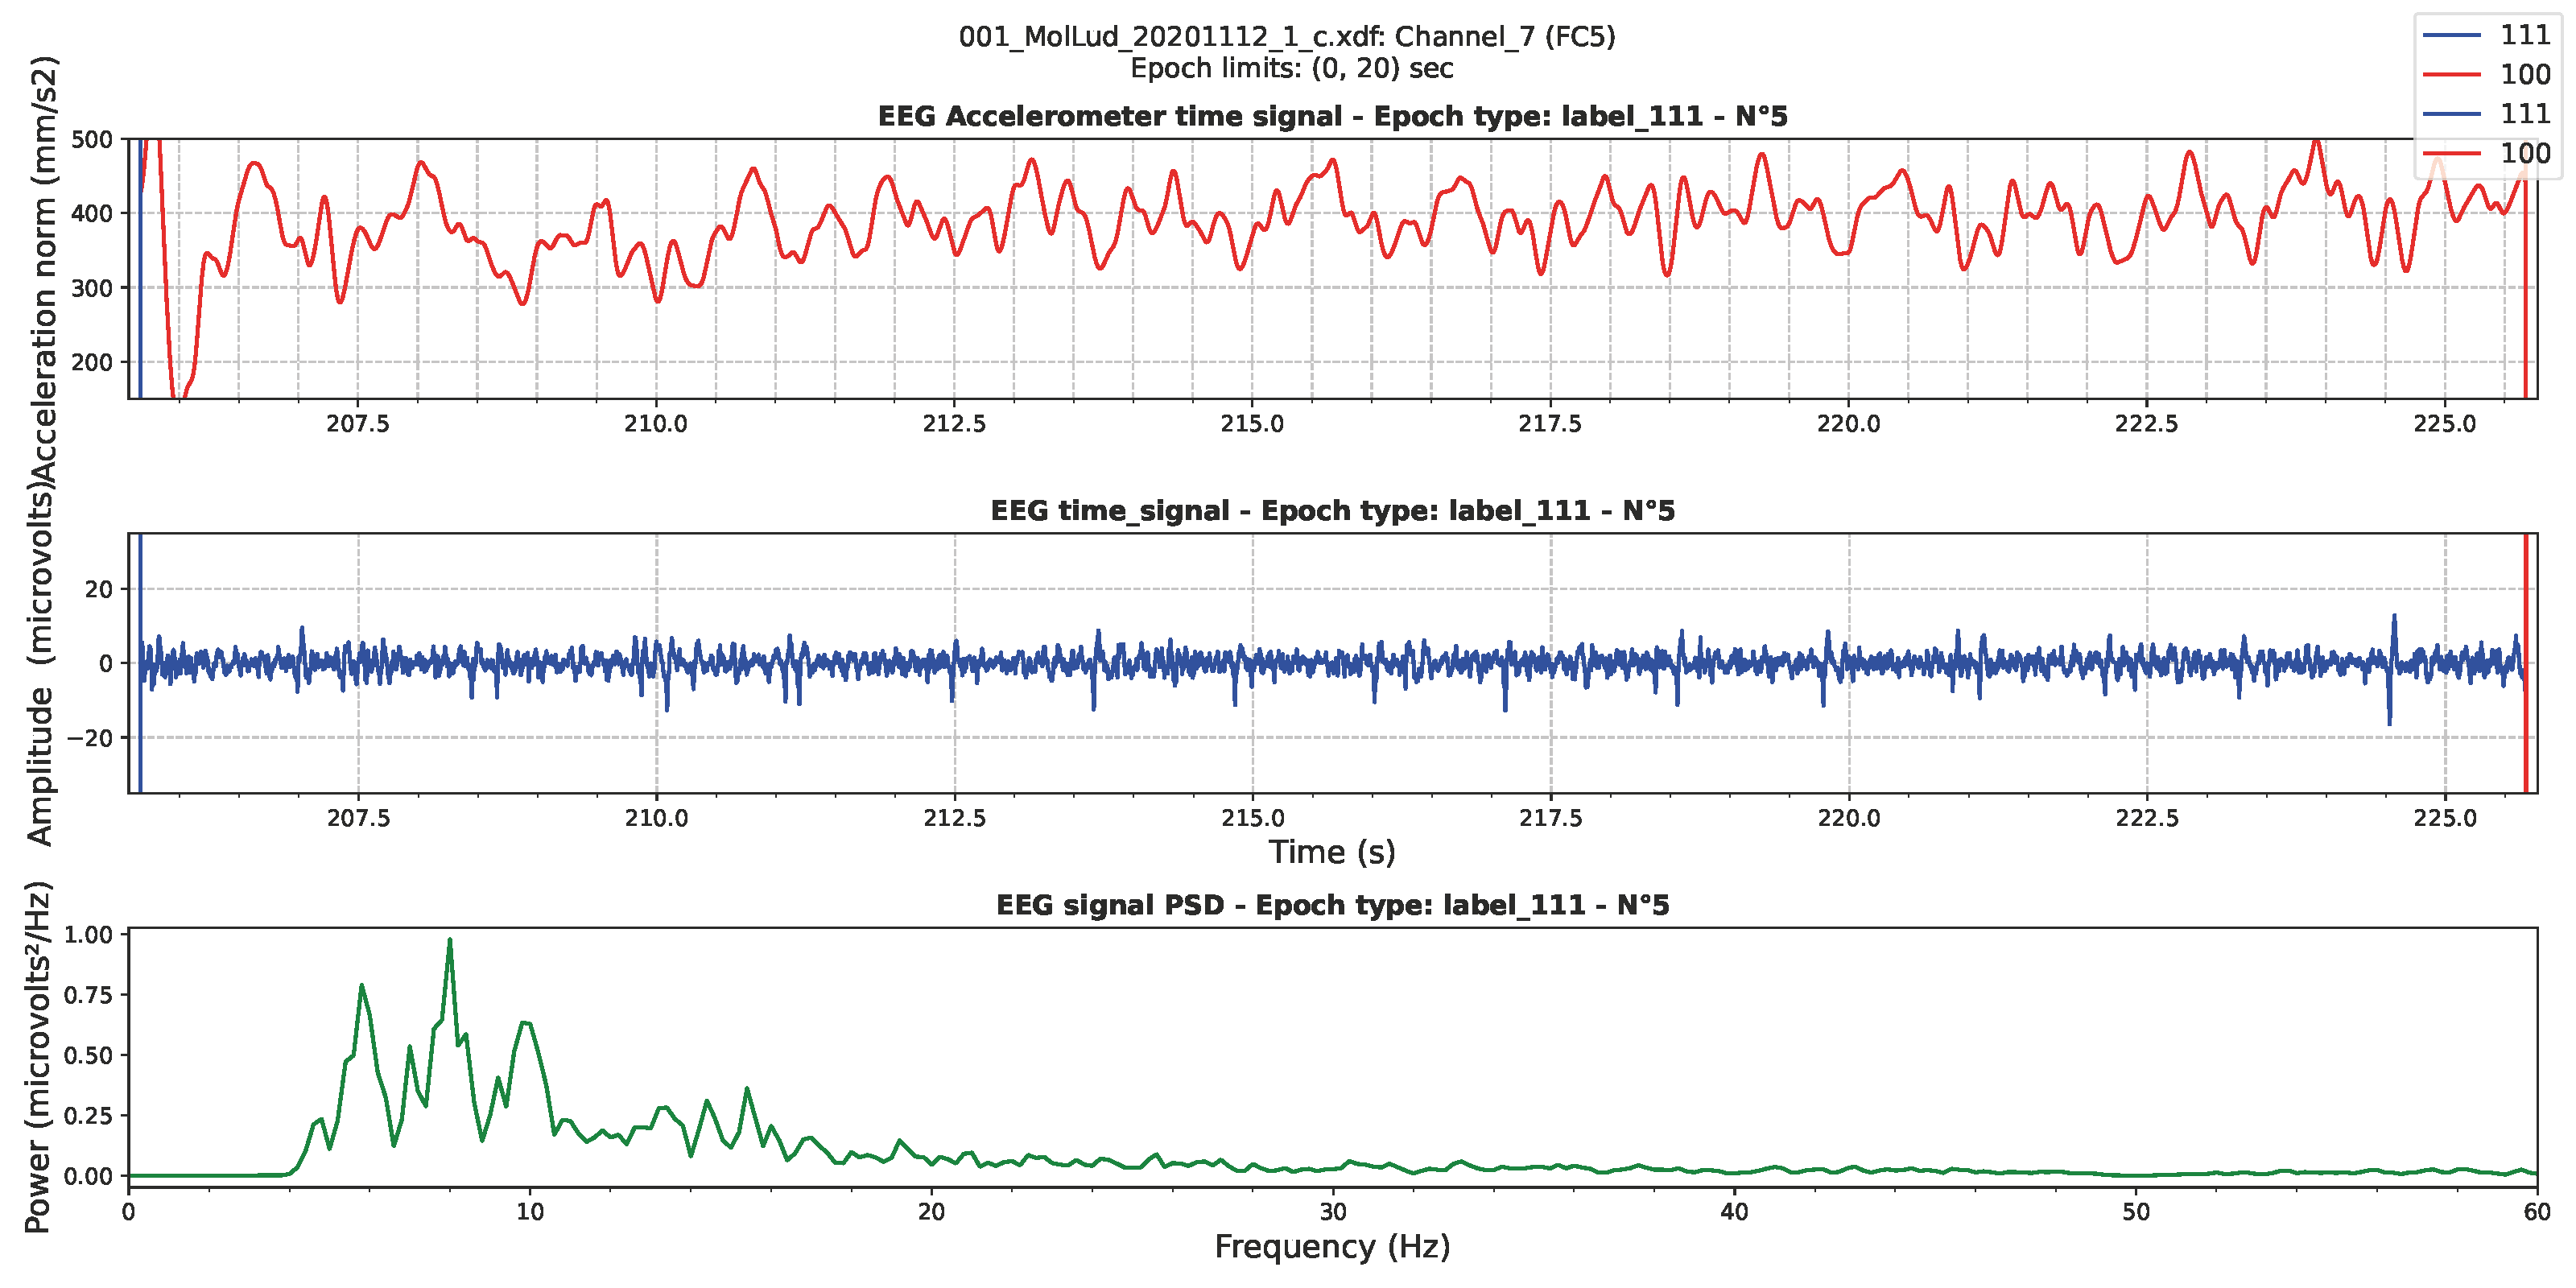 001_MolLud_20201112_1_c.xdf: Channel_7 (FC5)
Epoch limits: (0, 20) sec
111
100
111
100
EEG Accelerometer time signal - Epoch type: label_111 - N°5
Acceleration norm (mm/s2)
500
400
300
200
207.5 210.0 212.5 215.0 217.5 220.0 222.5 225.0
EEG time_signal - Epoch type: label_111 - N°5
Amplitude (microvolts)
20
0
−20
207.5 210.0 212.5 215.0 217.5 220.0 222.5 225.0
Time (s)
EEG signal PSD - Epoch type: label_111 - N°5
Power (microvolts²/Hz)
1.00
0.75
0.50
0.25
0.00
0 10 20 30 40 50 60
Frequency (Hz)